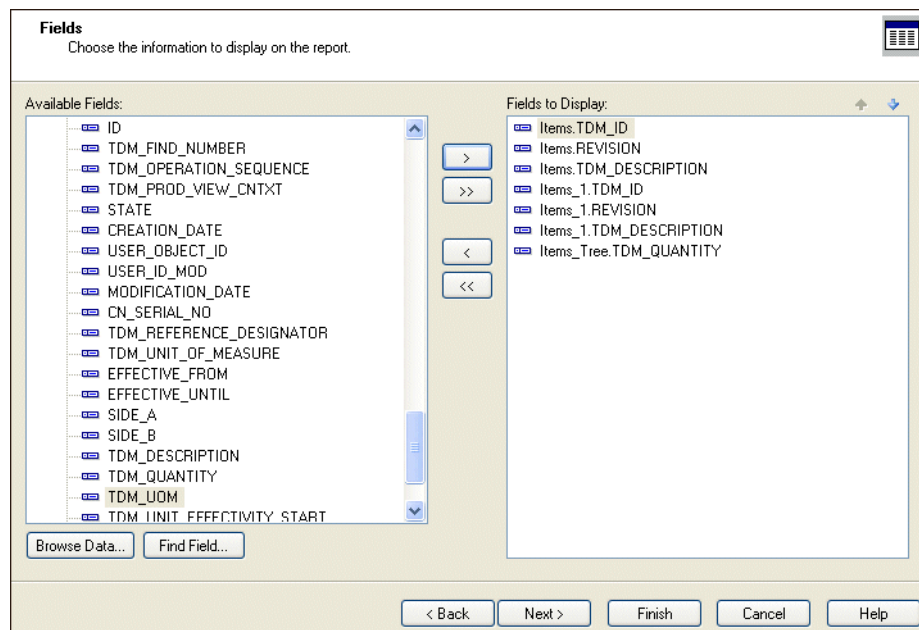 Fields
Choose the information to display on the report.
Available Fields:
ID
TDM_FIND_NUMBER
TDM_OPERATION_SEQUENCE
TDM_PROD_VIEW_CNTXT
STATE
CREATION_DATE
USER_OBJECT_ID
USER_ID_MOD
MODIFICATION_DATE
CN_SERIAL_NO
TDM_REFERENCE_DESIGNATOR
TDM_UNIT_OF_MEASURE
EFFECTIVE_FROM
EFFECTIVE_UNTIL
SIDE_A
SIDE_B
TDM_DESCRIPTION
TDM_QUANTITY
TDM_UOM
TDM_UNIT_EFFECTIVITY_START
Browse Data...
Find Field...
>
>>
<
<<
Fields to Display:
Items.TDM_ID
Items.REVISION
Items.TDM_DESCRIPTION
Items_1.TDM_ID
Items_1.REVISION
Items_1.TDM_DESCRIPTION
Items_Tree.TDM_QUANTITY
< Back
Next >
Finish
Cancel
Help